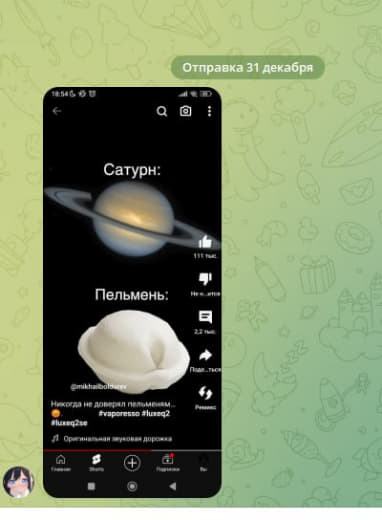 Отправка 31 декабря
18:54
Сатурн:
111 тыс.
Не н...ится
Пельмень:
2,2 тыс.
Поде...ться
@mikhailboldyrev
Никогда не доверял пельменям...
#vaporesso #luxeq2
#luxeq2se
Ремикс
Оригинальная звуковая дорожка
Главная
Shorts
Подписки
Вы